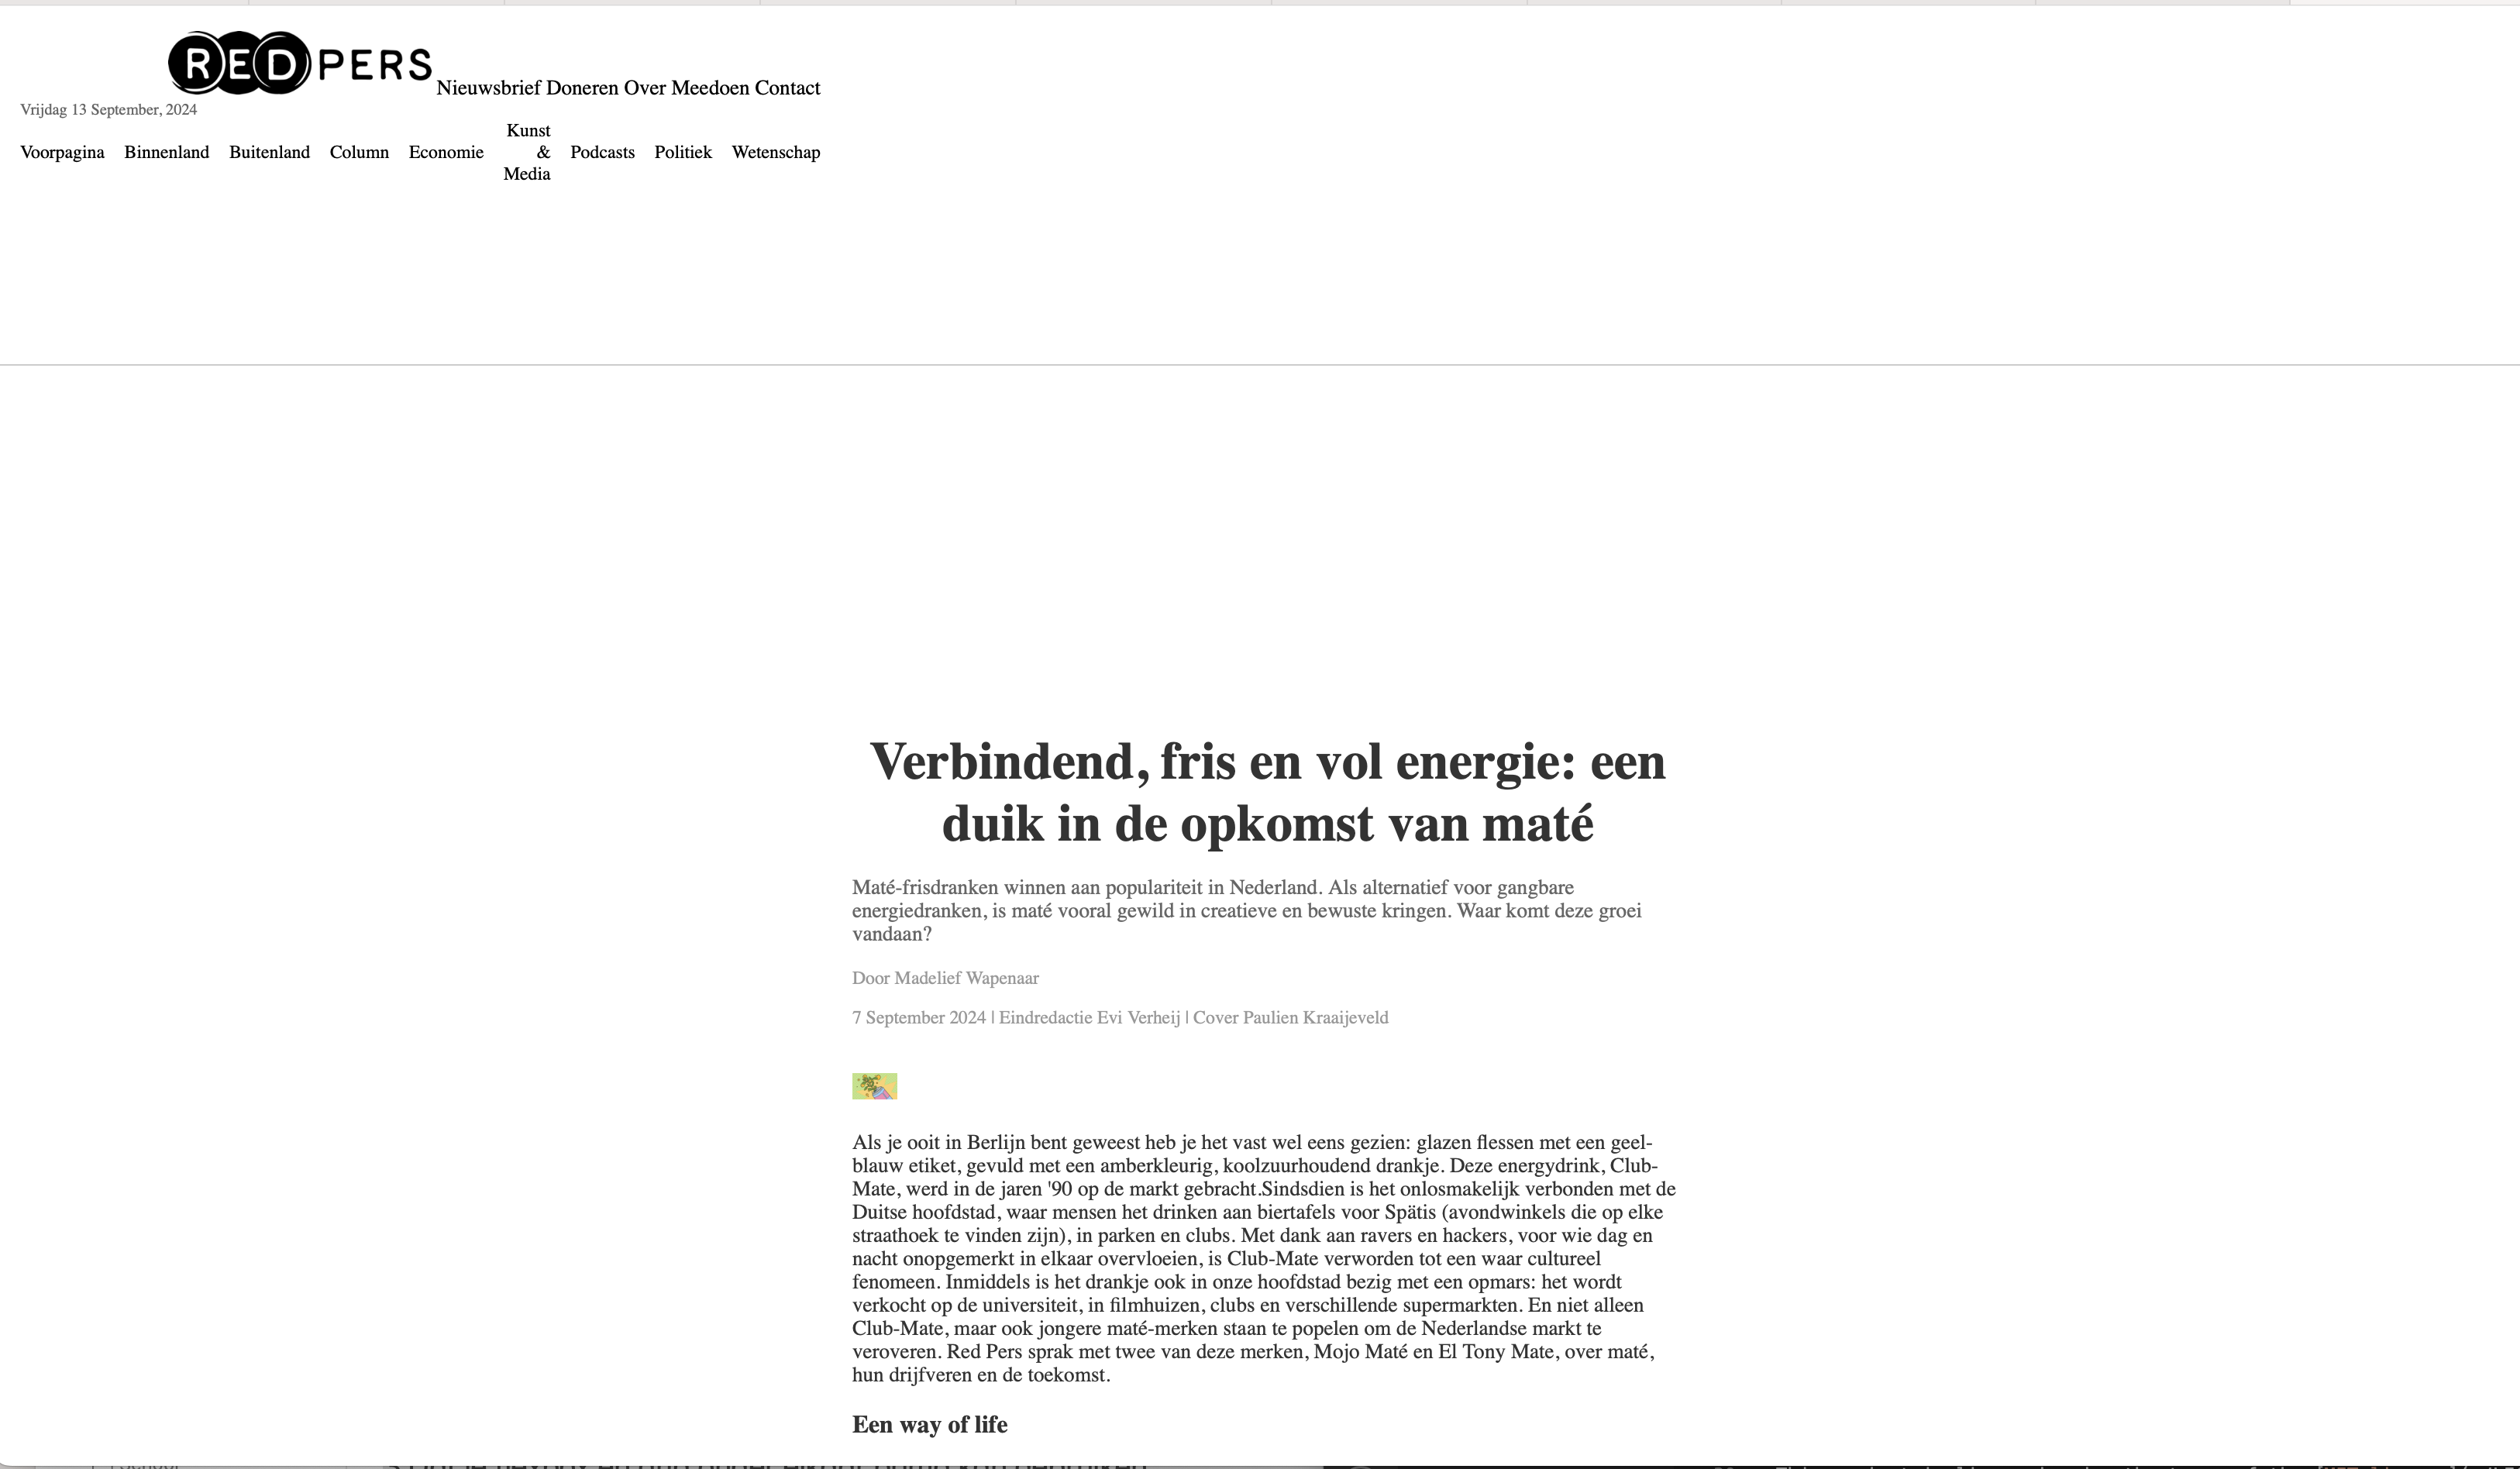 RED PERS
Nieuwsbrief Doneren Over Meedoen Contact
Vrijdag 13 September, 2024
Voorpagina Binnenland Buitenland Column Economie Kunst & Media Podcasts Politiek Wetenschap
Verbindend, fris en vol energie: een
duik in de opkomst van maté
Maté-frisdranken winnen aan populariteit in Nederland. Als alternatief voor gangbare
energiedranken, is maté vooral gewild in creatieve en bewuste kringen. Waar komt deze groei
vandaan?
Door Madelief Wapenaar
7 September 2024 | Eindredactie Evi Verheij | Cover Paulien Kraaijeveld
Als je ooit in Berlijn bent geweest heb je het vast wel eens gezien: glazen flessen met een geel-
blauw etiket, gevuld met een amberkleurig, koolzuurhoudend drankje. Deze energydrink, Club-
Mate, werd in de jaren '90 op de markt gebracht.Sindsdien is het onlosmakelijk verbonden met de
Duitse hoofdstad, waar mensen het drinken aan biertafels voor Spätis (avondwinkels die op elke
straathoek te vinden zijn), in parken en clubs. Met dank aan ravers en hackers, voor wie dag en
nacht onopgemerkt in elkaar overvloeien, is Club-Mate verworden tot een waar cultureel
fenomeen. Inmiddels is het drankje ook in onze hoofdstad bezig met een opmars: het wordt
verkocht op de universiteit, in filmhuizen, clubs en verschillende supermarkten. En niet alleen
Club-Mate, maar ook jongere maté-merken staan te popelen om de Nederlandse markt te
veroveren. Red Pers sprak met twee van deze merken, Mojo Maté en El Tony Mate, over maté,
hun drijfveren en de toekomst.
Een way of life